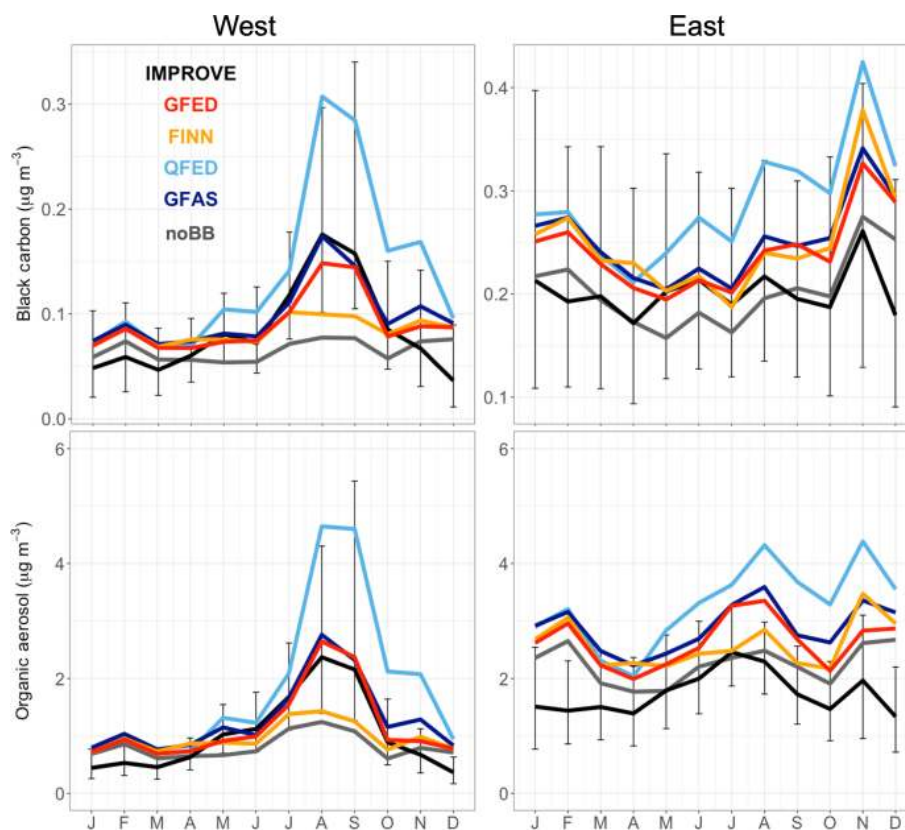 West
East
Black carbon (µg m⁻³)
0.3
0.2
0.1
0.0
IMPROVE
GFED
FINN
QFED
GFAS
noBB
0.4
0.3
0.2
0.1
Organic aerosol (µg m⁻³)
6
4
2
0
6
4
2
0
J F M A M J J A S O N D
J F M A M J J A S O N D